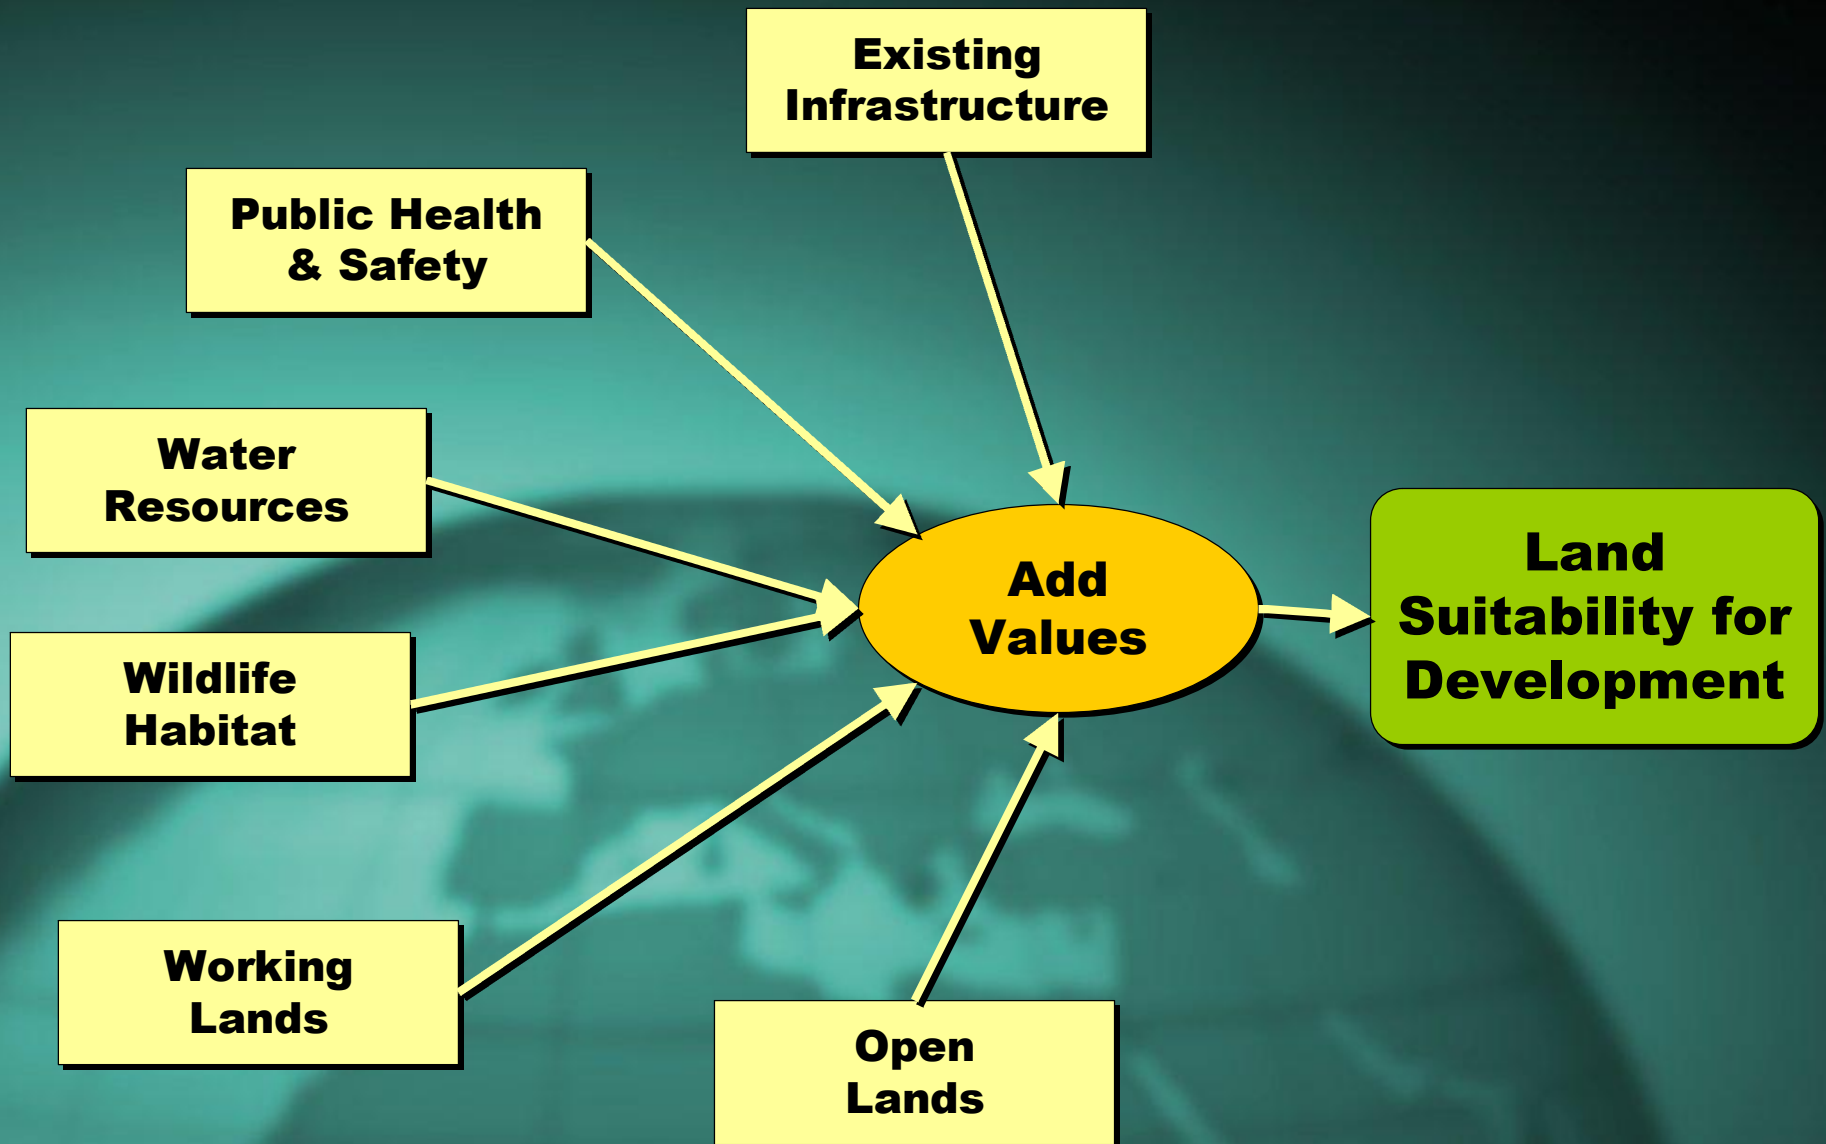 Existing
Infrastructure
Public Health
& Safety
Water
Resources
Add
Values
Land
Suitability for
Development
Wildlife
Habitat
Working
Lands
Open
Lands